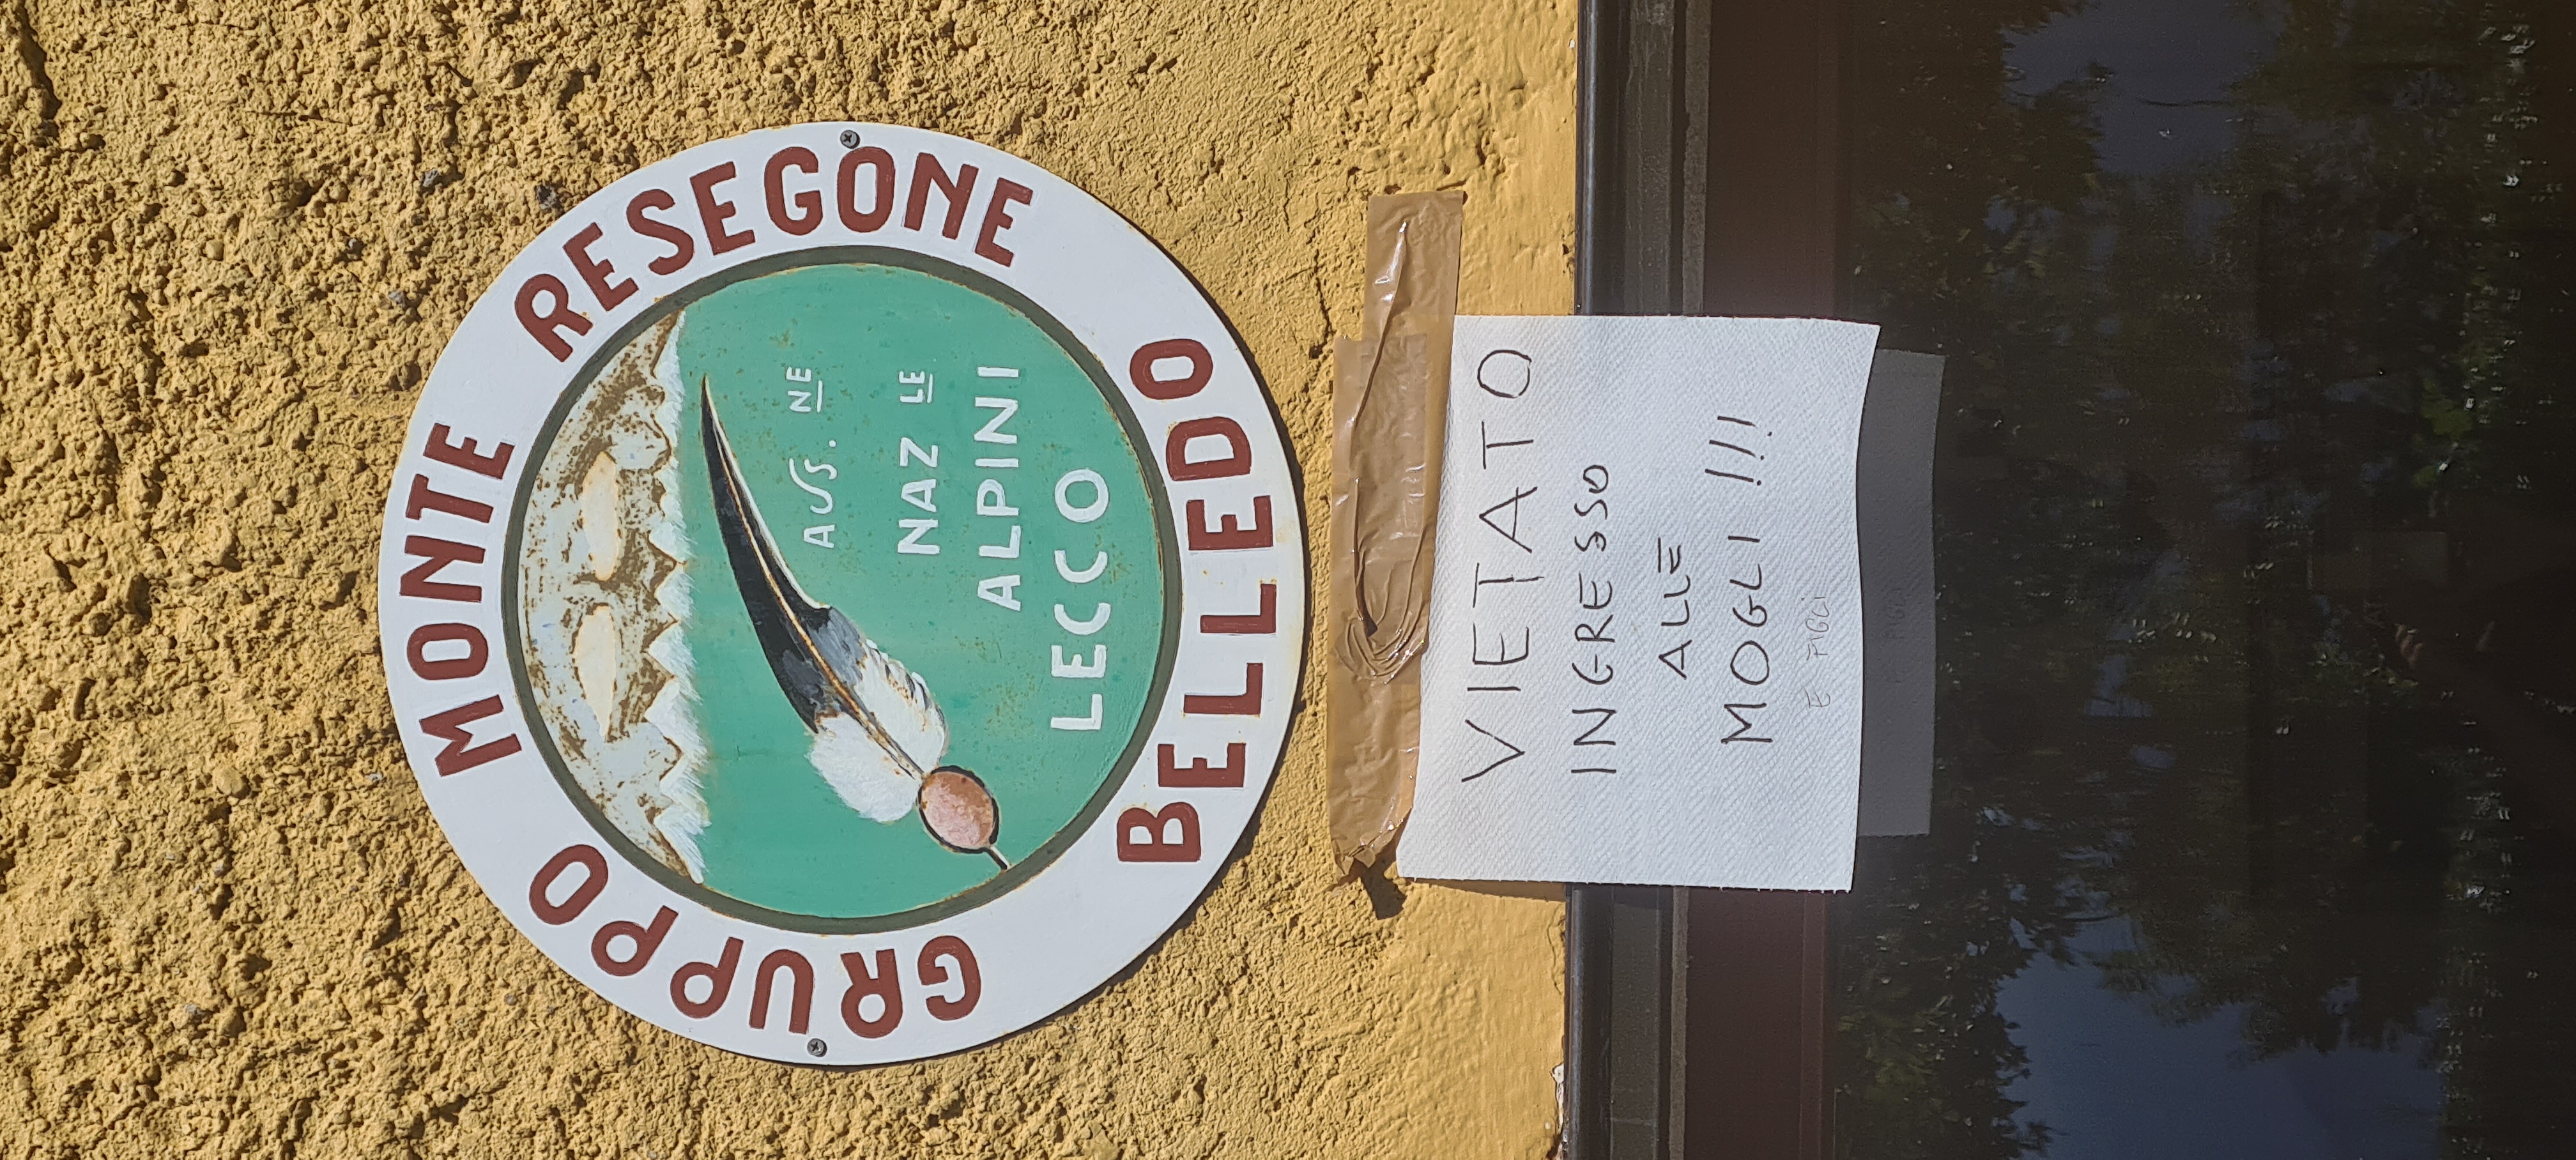 GRUPPO MONTE RESEGONE
ASS. NE
NAZ LE
ALPINI
LECCO
BELLEDO
VIETATO
INGRESSO
ALLE
MOGLI !!!
E FIGLI